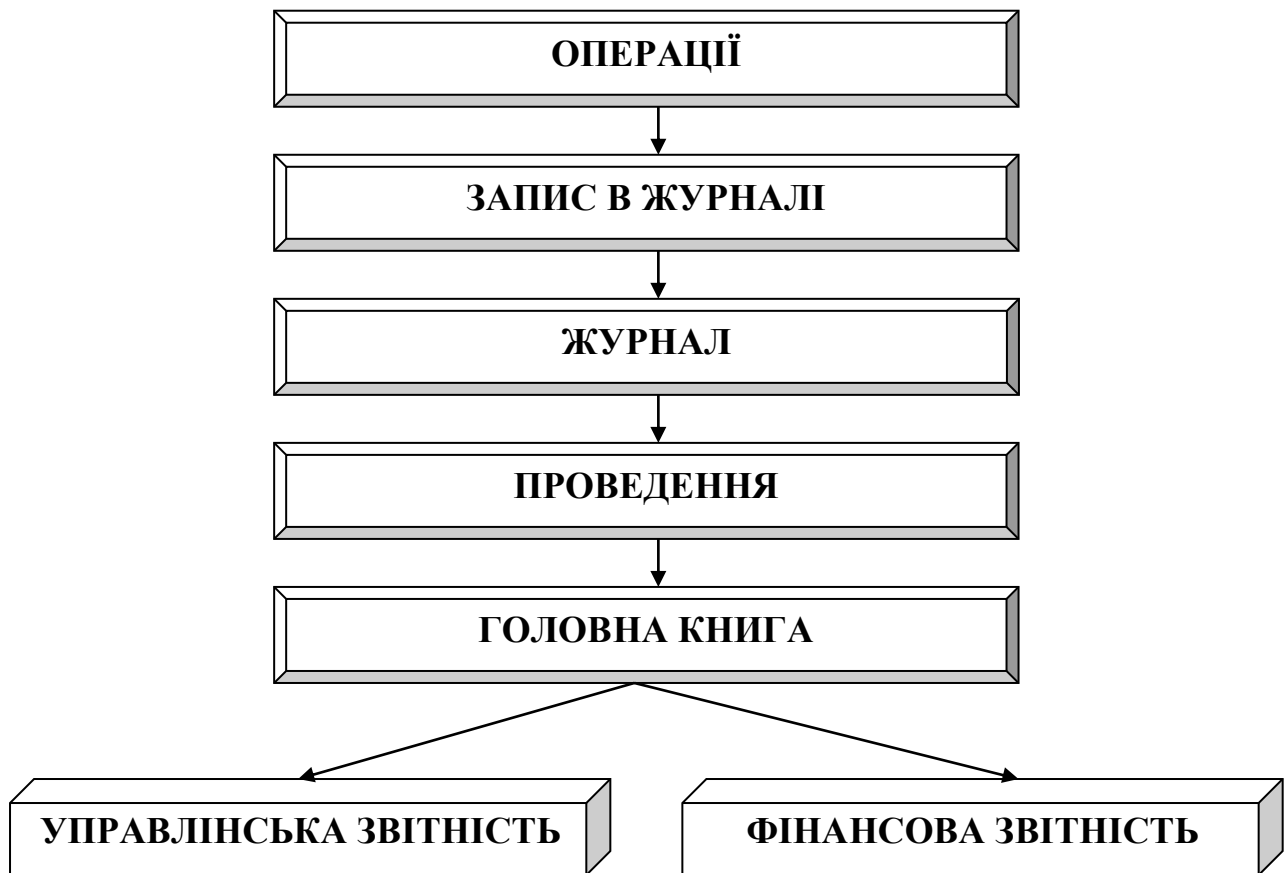 ОПЕРАЦІЇ
ЗАПИС В ЖУРНАЛІ
ЖУРНАЛ
ПРОВЕДЕННЯ
ГОЛОВНА КНИГА
УПРАВЛІНСЬКА ЗВІТНІСТЬ
ФІНАНСОВА ЗВІТНІСТЬ